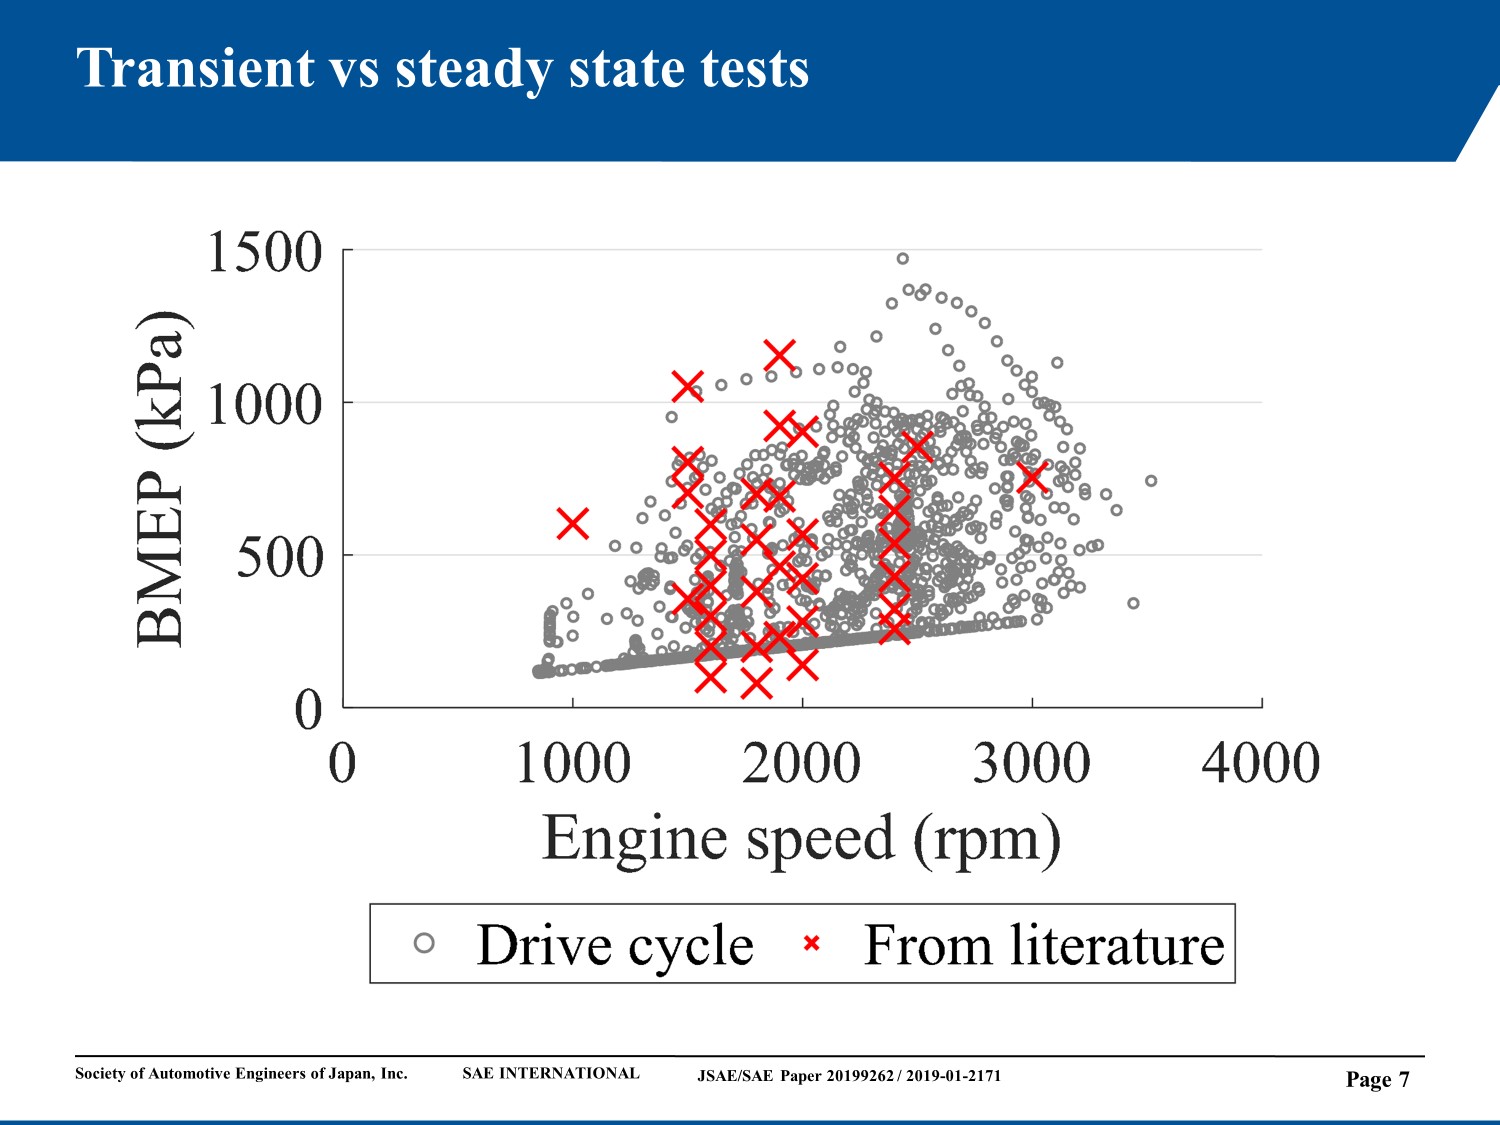 Transient vs steady state tests
1500
1000
500
0
BMEP (kPa)
0 1000 2000 3000 4000
Engine speed (rpm)
Drive cycle From literature
Society of Automotive Engineers of Japan, Inc. SAE INTERNATIONAL JSAE/SAE Paper 20199262 / 2019-01-2171 Page 7